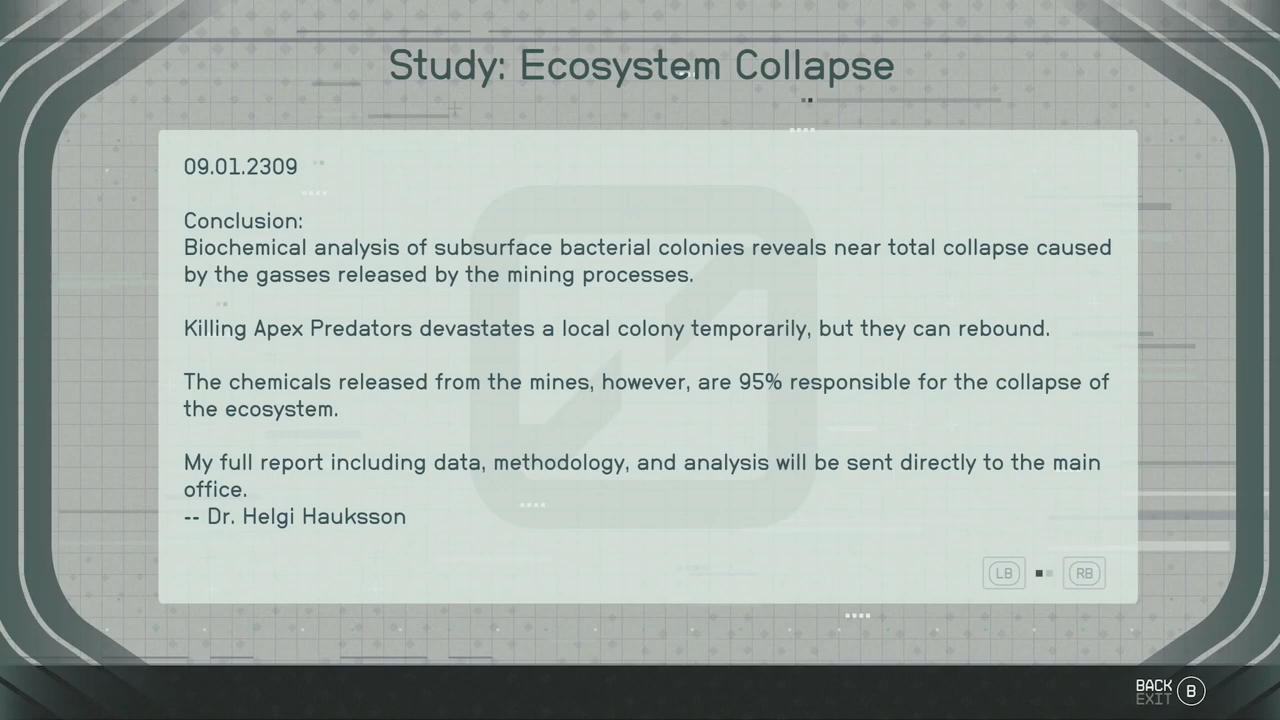 Study: Ecosystem Collapse
09.01.2309
Conclusion:
Biochemical analysis of subsurface bacterial colonies reveals near total collapse caused
by the gasses released by the mining processes.
Killing Apex Predators devastates a local colony temporarily, but they can rebound.
The chemicals released from the mines, however, are 95% responsible for the collapse of
the ecosystem.
My full report including data, methodology, and analysis will be sent directly to the main
office.
-- Dr. Helgi Hauksson
LB RB
BACK B
EXIT